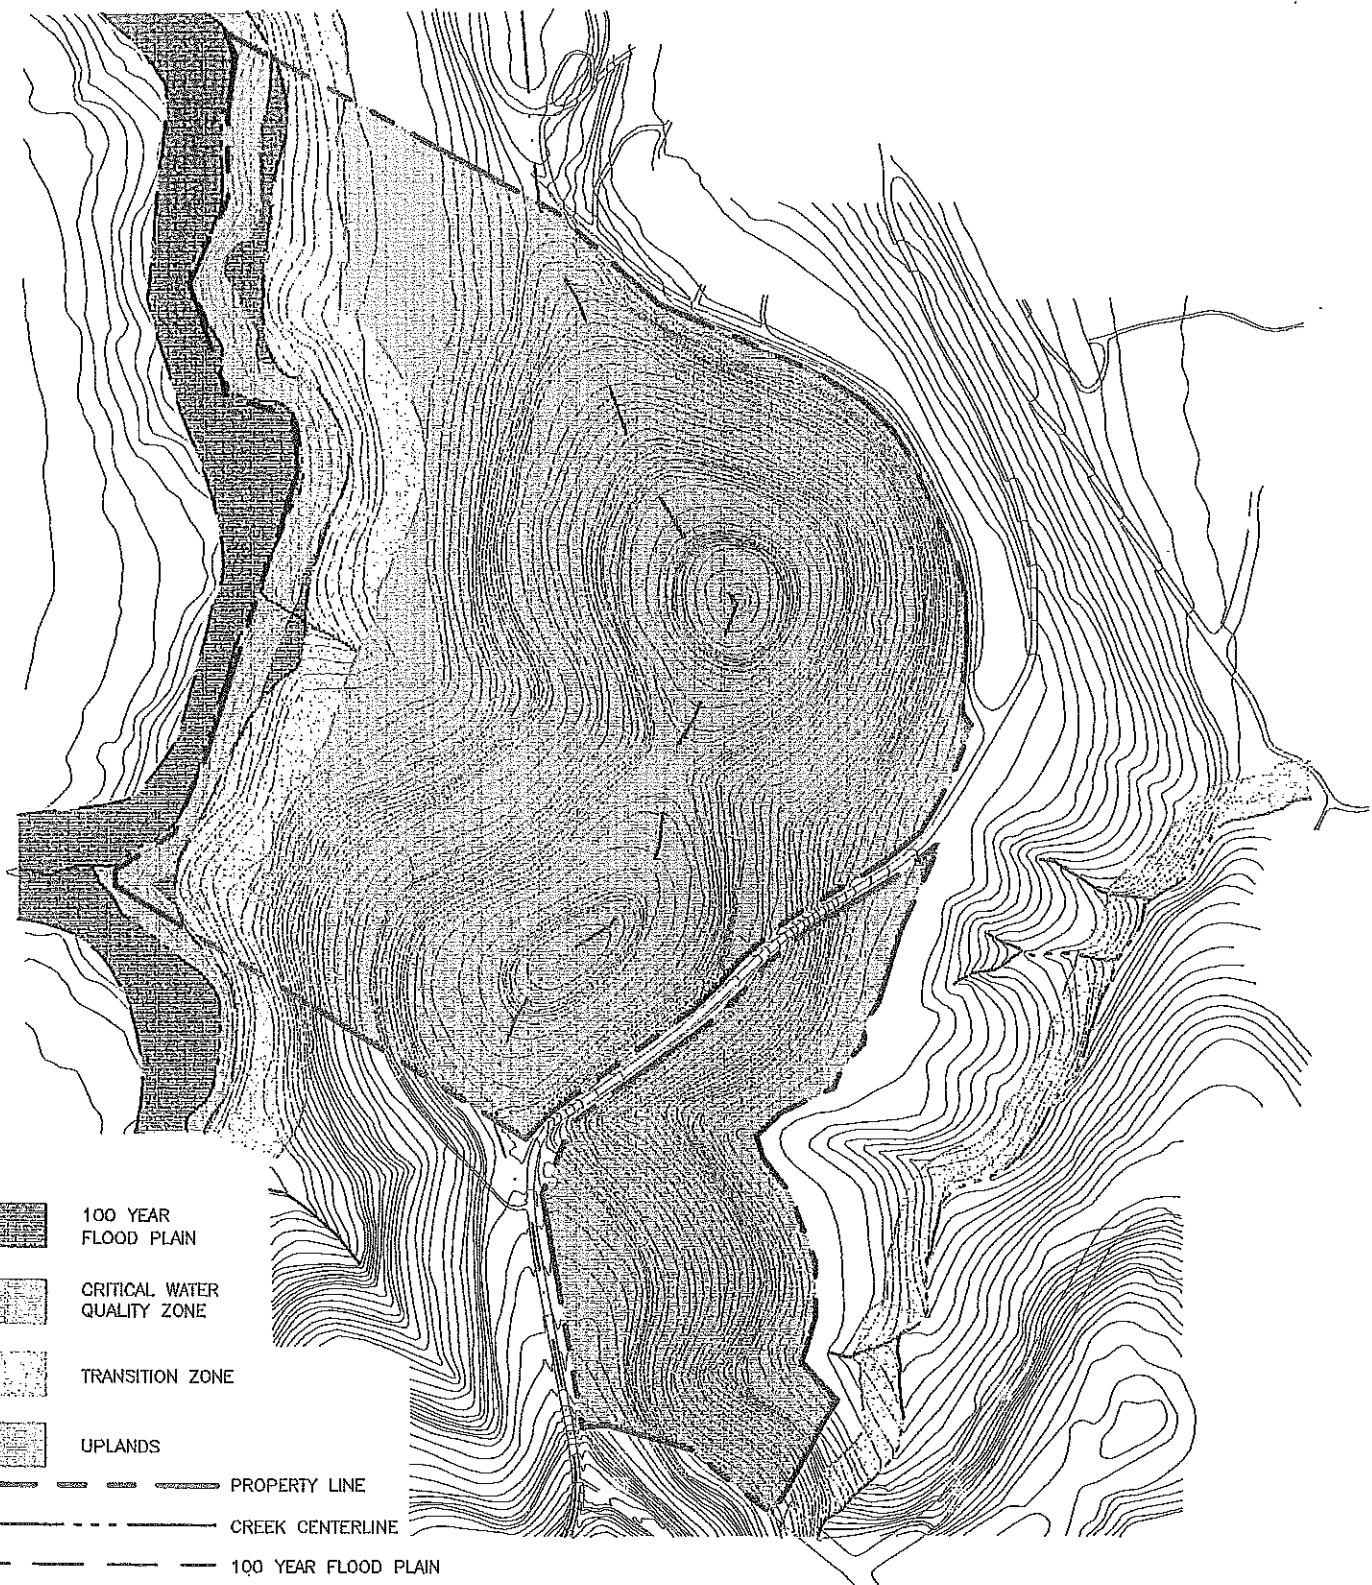 100 YEAR
FLOOD PLAIN
CRITICAL WATER
QUALITY ZONE
TRANSITION ZONE
UPLANDS
PROPERTY LINE
CREEK CENTERLINE
100 YEAR FLOOD PLAIN